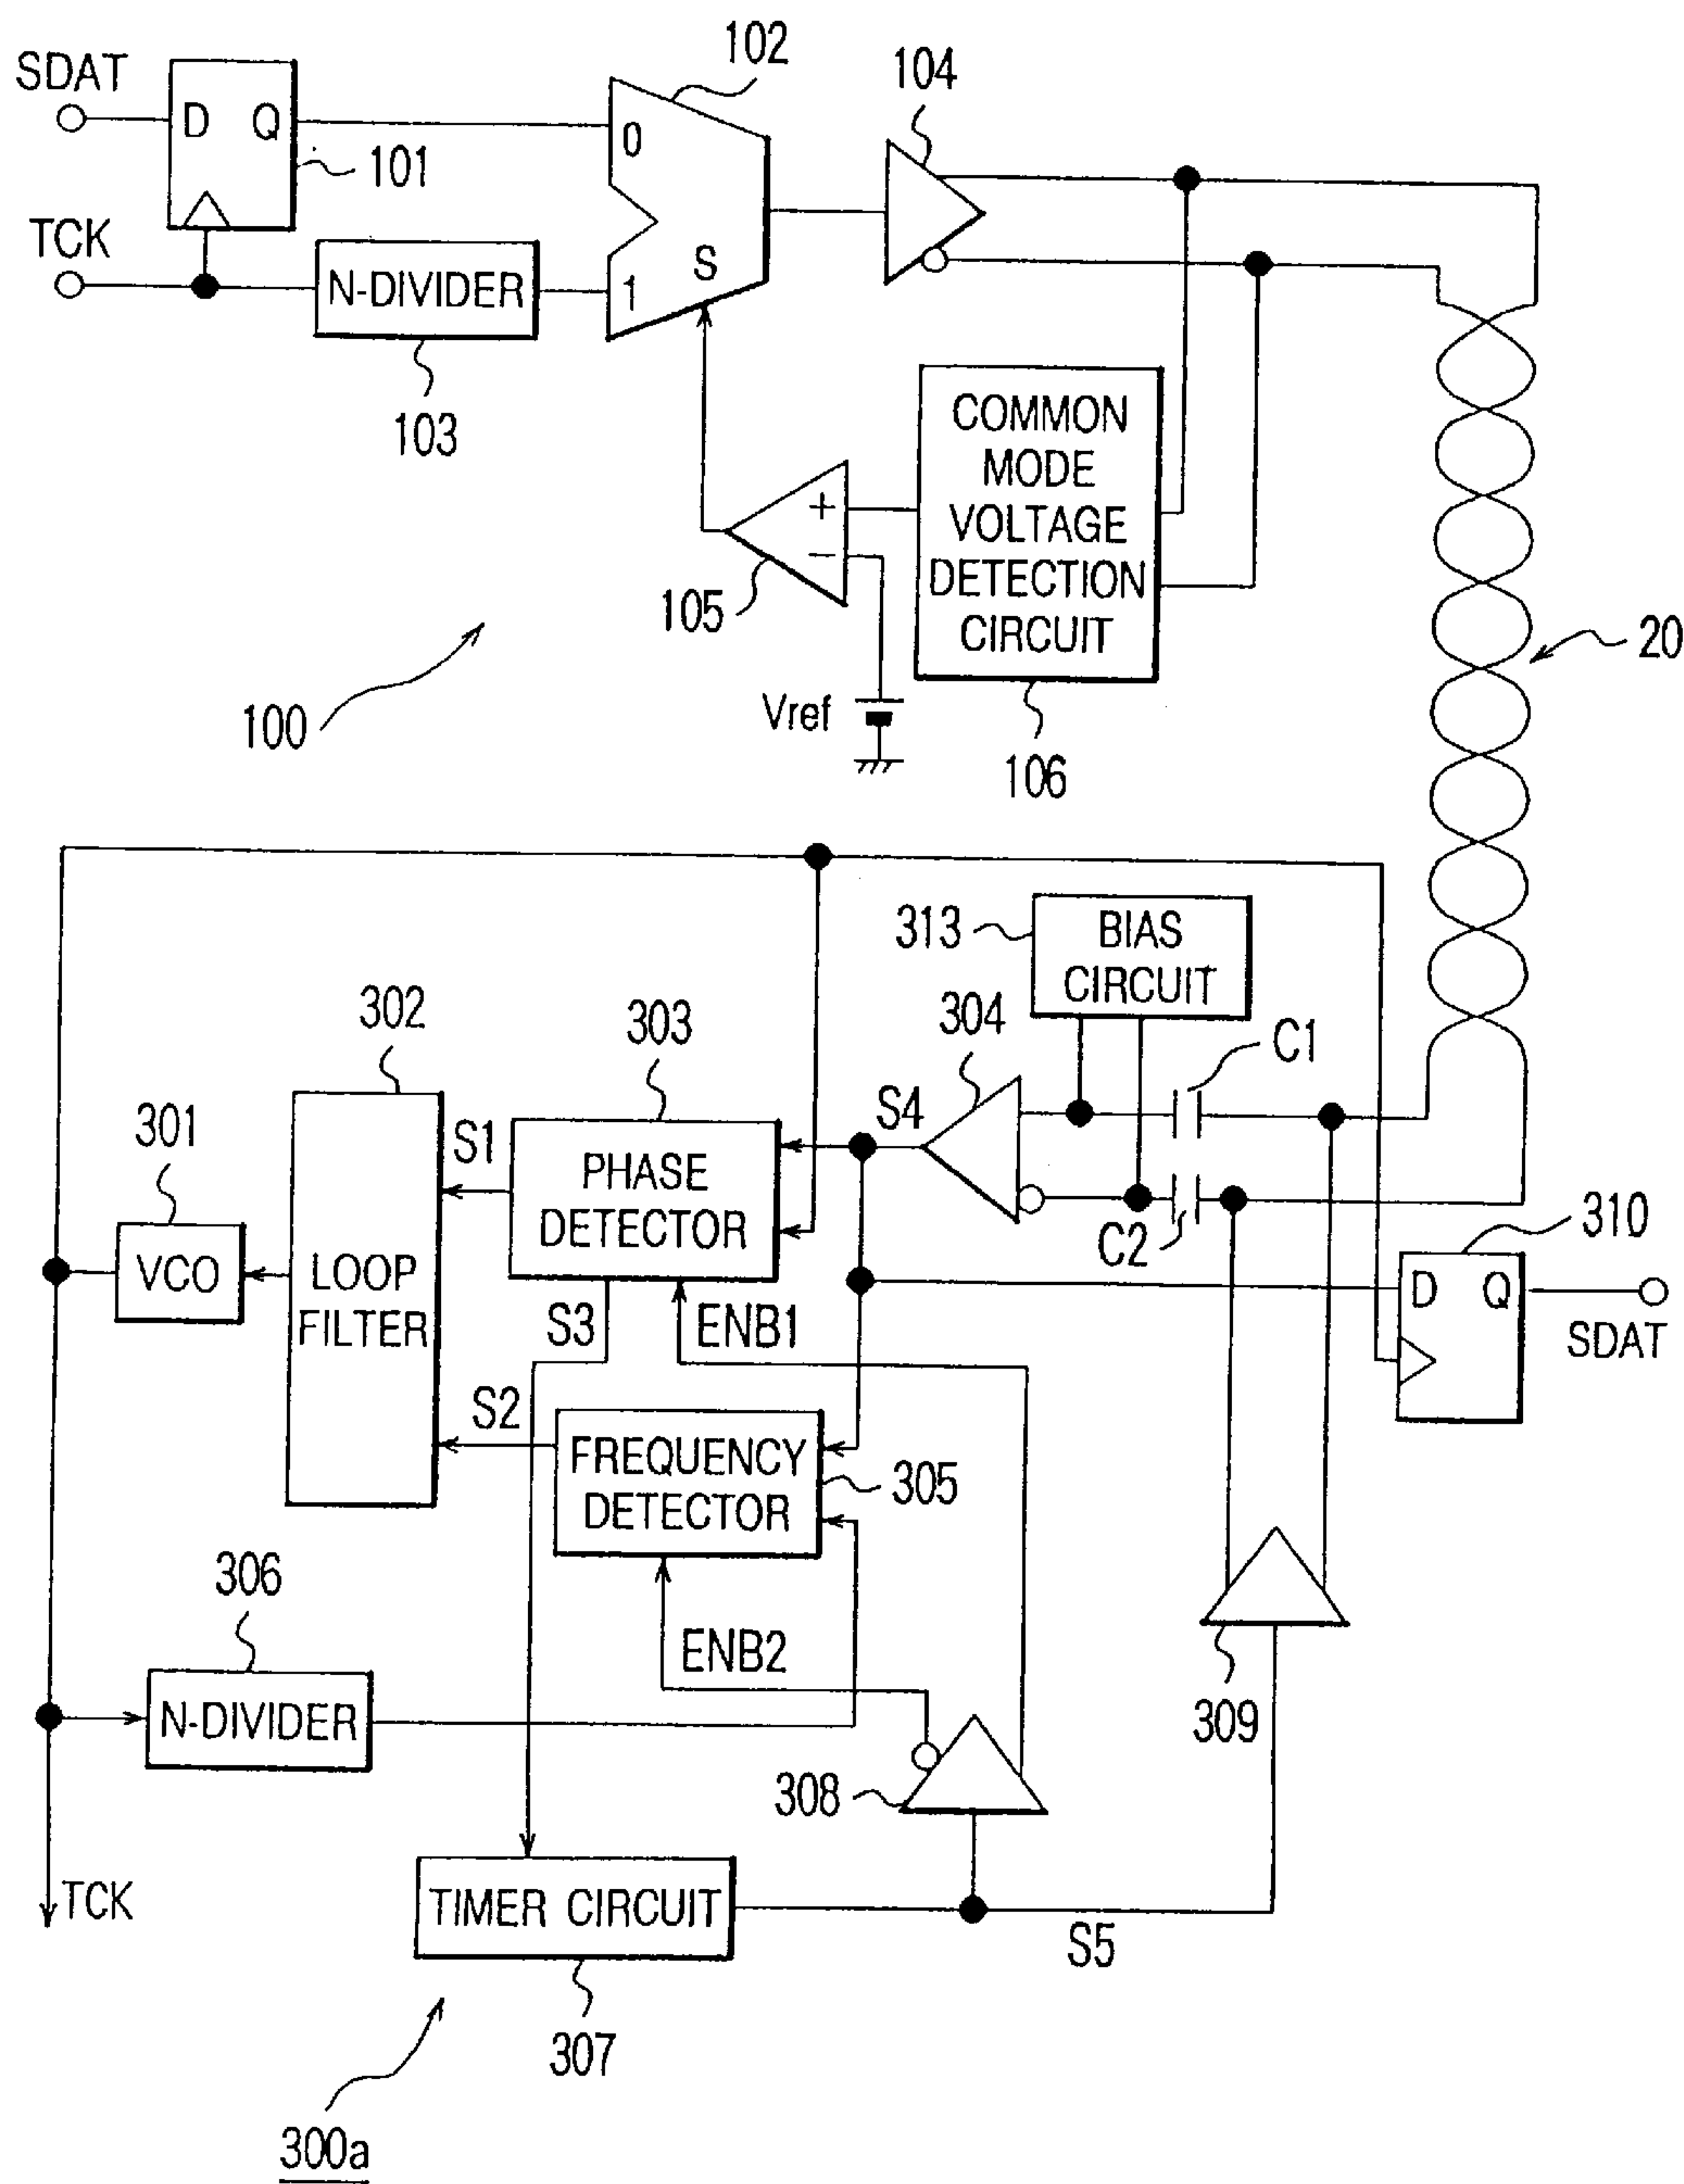 102
104
SDAT
D Q
0
101
TCK
S
N-DIVIDER
1
103
COMMON
MODE
VOLTAGE
DETECTION
CIRCUIT
+
−
105
20
100
Vref
106
313
BIAS
CIRCUIT
302
303
304
C1
S4
301
S1
PHASE
DETECTOR
310
C2
VCO
LOOP
FILTER
D Q
S3
ENB1
SDAT
S2
FREQUENCY
DETECTOR
305
306
ENB2
N-DIVIDER
309
308
TCK
TIMER CIRCUIT
S5
307
300a